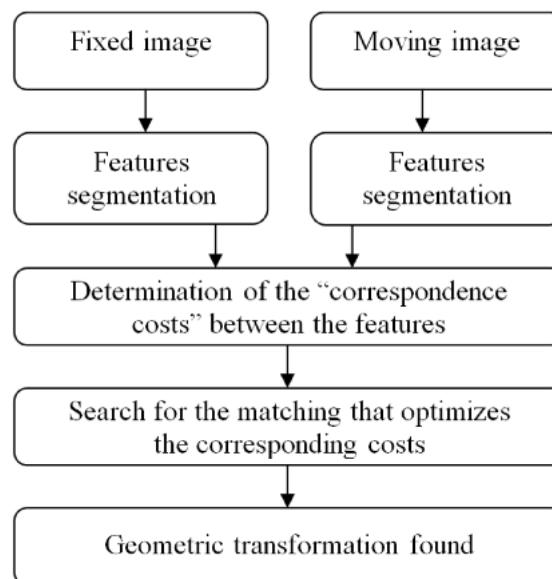 Fixed image
Moving image
Features
segmentation
Features
segmentation
Determination of the “correspondence
costs” between the features
Search for the matching that optimizes
the corresponding costs
Geometric transformation found